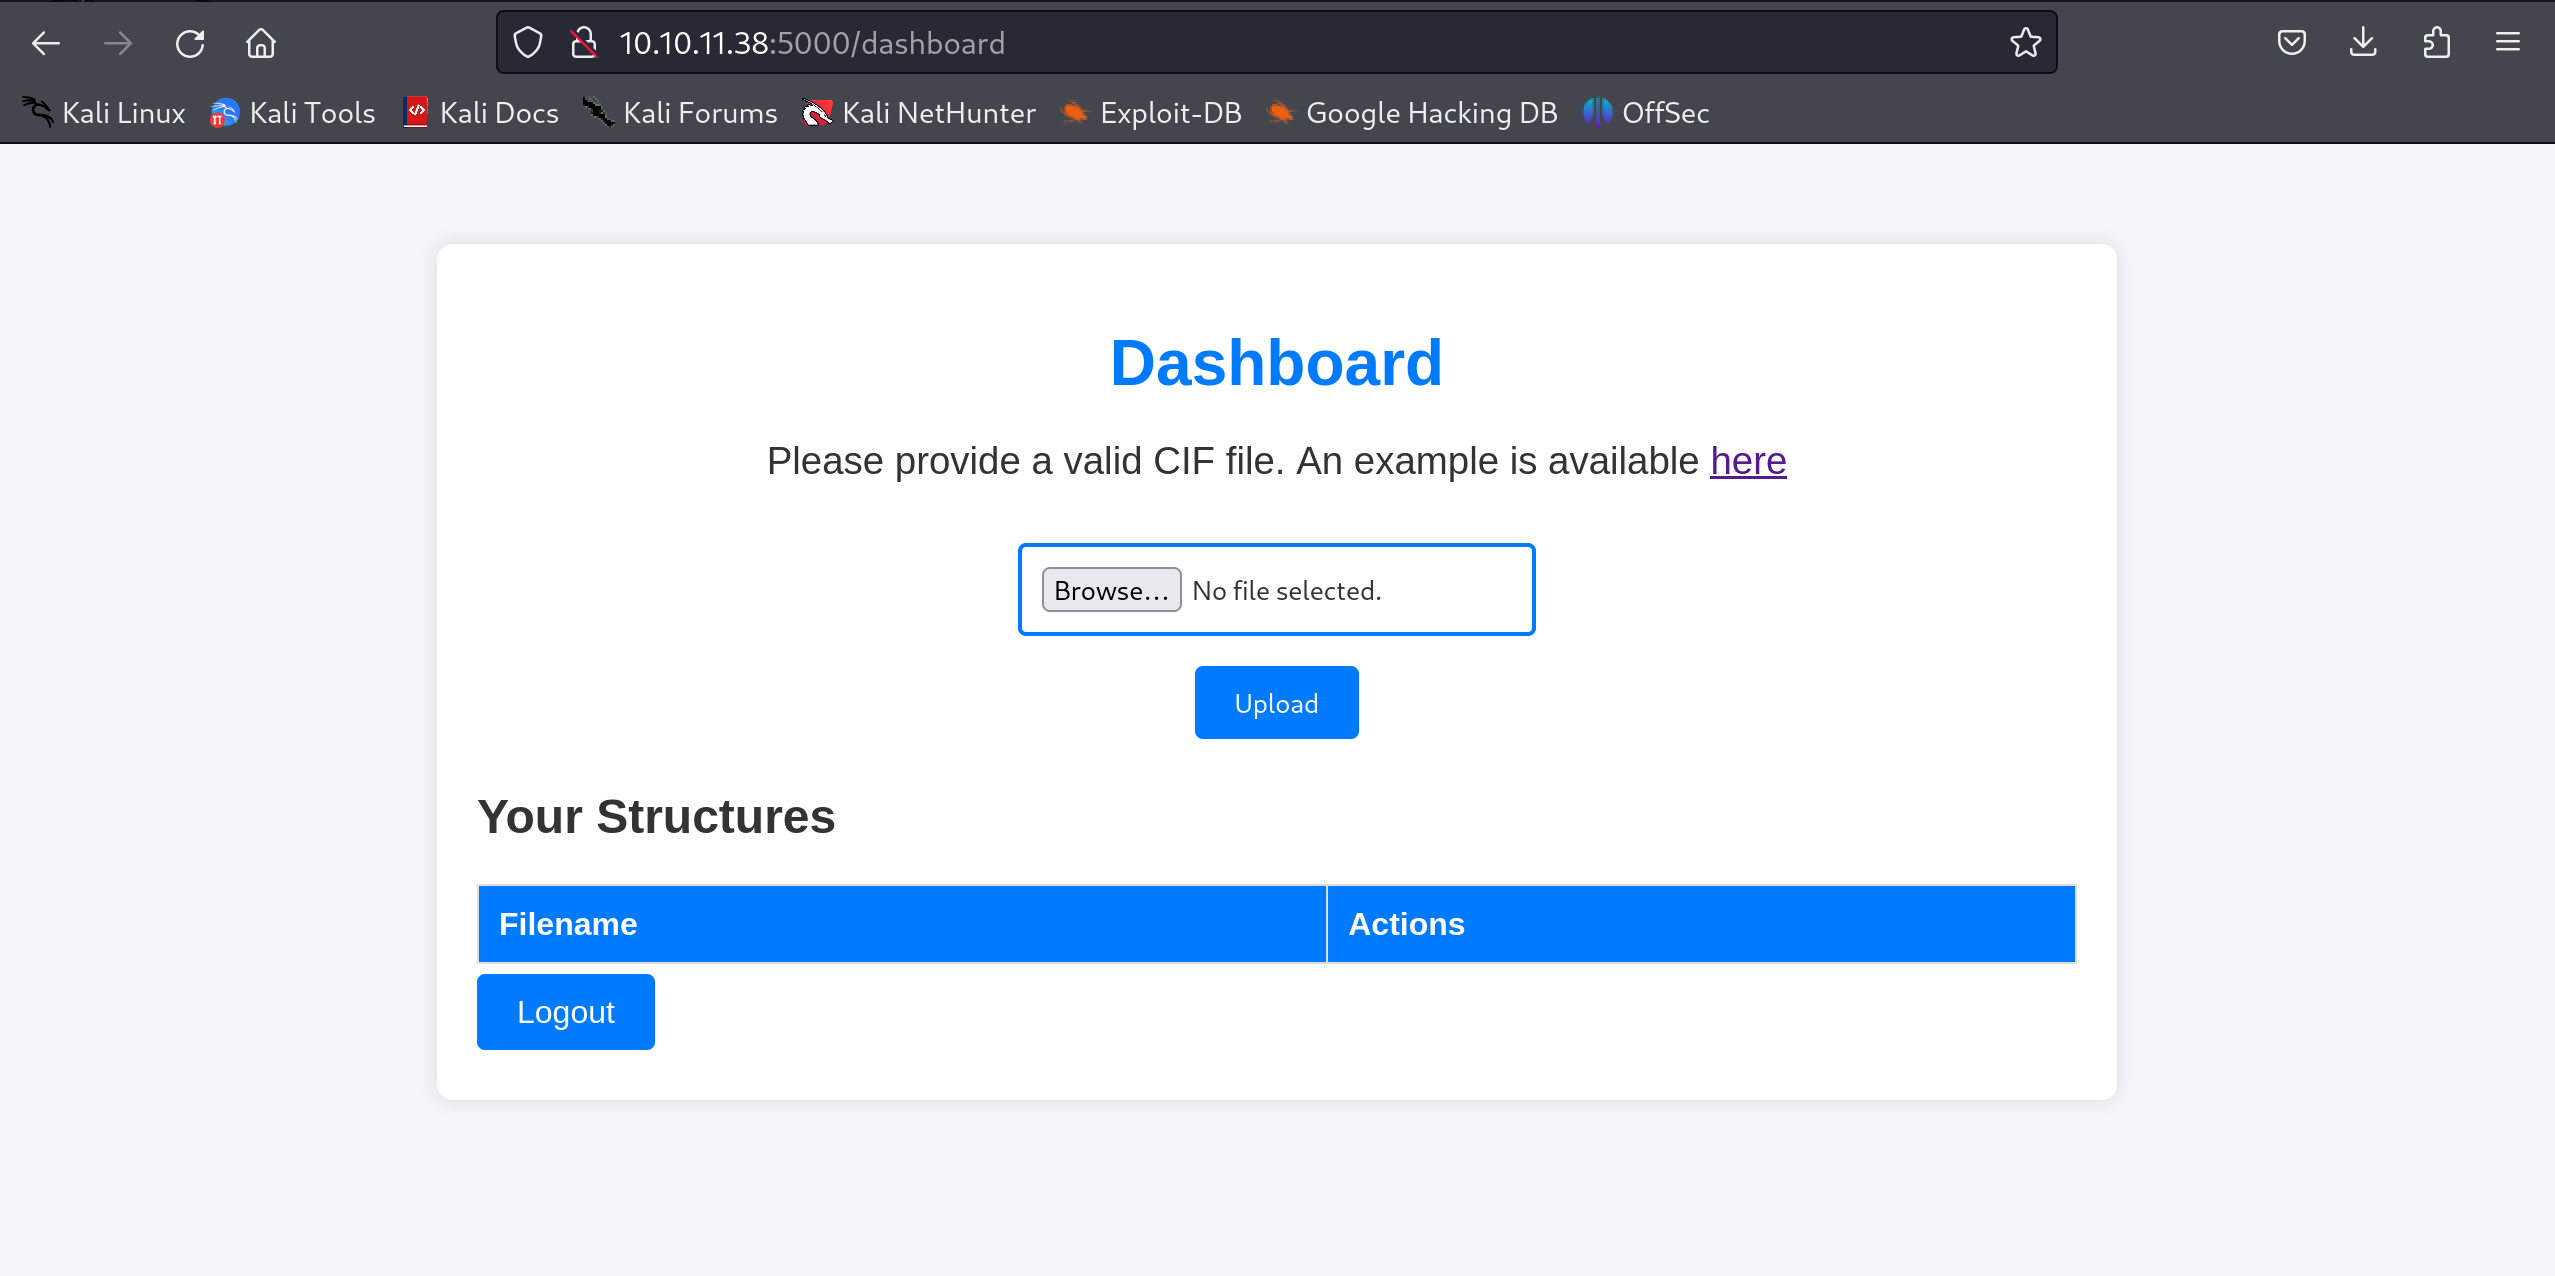 10.10.11.38:5000/dashboard
Kali Linux Kali Tools Kali Docs Kali Forums Kali NetHunter Exploit-DB Google Hacking DB OffSec
Dashboard
Please provide a valid CIF file. An example is available here
Browse... No file selected.
Upload
Your Structures
Filename Actions
Logout